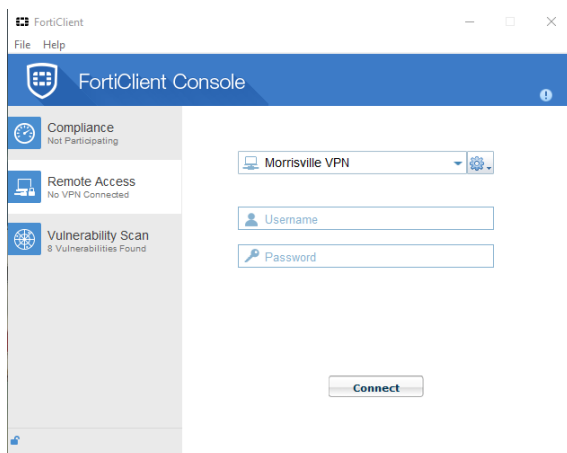 FortiClient
File Help
FortiClient Console
Compliance
Not Participating
Remote Access
No VPN Connected
Vulnerability Scan
8 Vulnerabilities Found
Morrisville VPN
Username
Password
Connect